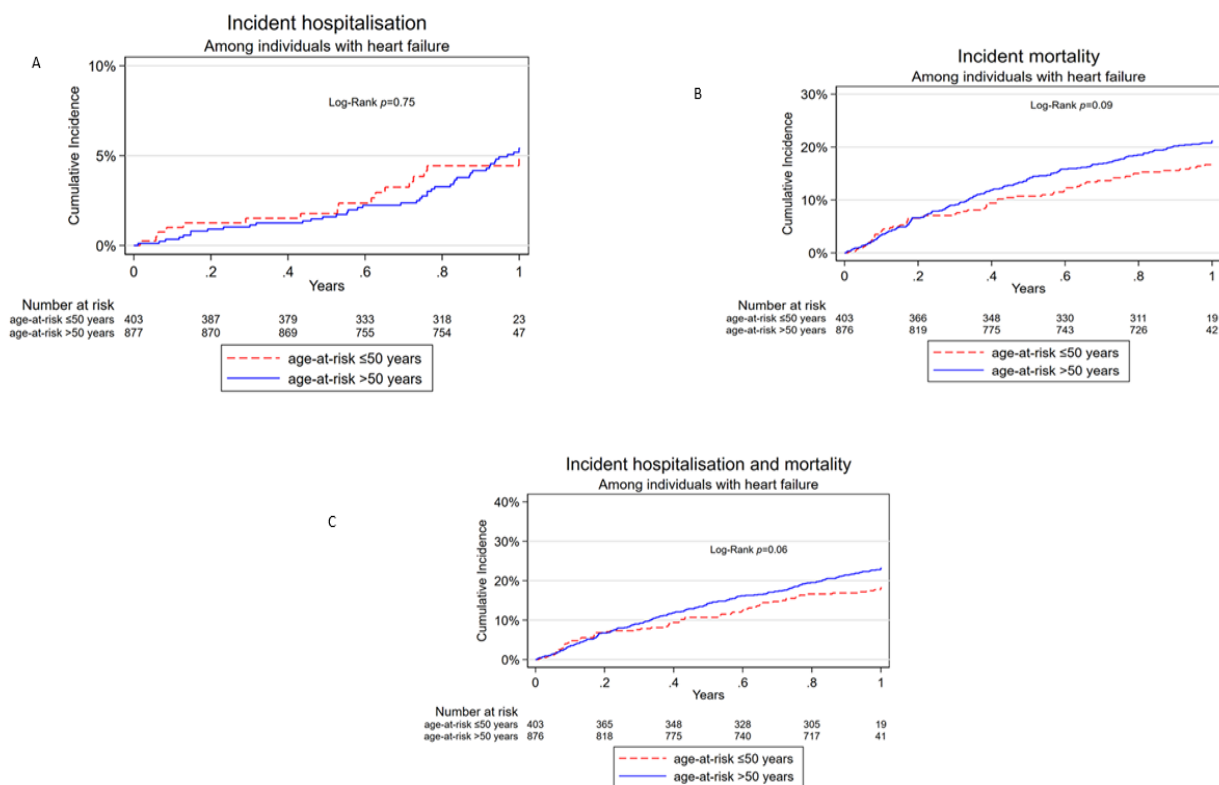 A
Incident hospitalisation
Among individuals with heart failure
Log-Rank p=0.75
Cumulative Incidence
10%
5%
0%
0 .2 .4 .6 .8 1
Years
Number at risk
age-at-risk ≤50 years 403 387 379 333 318 23
age-at-risk >50 years 877 870 869 755 754 47
age-at-risk ≤50 years
age-at-risk >50 years
B
Incident mortality
Among individuals with heart failure
Log-Rank p=0.09
Cumulative Incidence
30%
20%
10%
0%
0 .2 .4 .6 .8 1
Years
Number at risk
age-at-risk ≤50 years 403 366 348 330 311 19
age-at-risk >50 years 876 819 775 743 726 42
age-at-risk ≤50 years
age-at-risk >50 years
C
Incident hospitalisation and mortality
Among individuals with heart failure
Log-Rank p=0.06
Cumulative Incidence
40%
30%
20%
10%
0%
0 .2 .4 .6 .8 1
Years
Number at risk
age-at-risk ≤50 years 403 365 348 328 305 19
age-at-risk >50 years 876 818 775 740 717 41
age-at-risk ≤50 years
age-at-risk >50 years